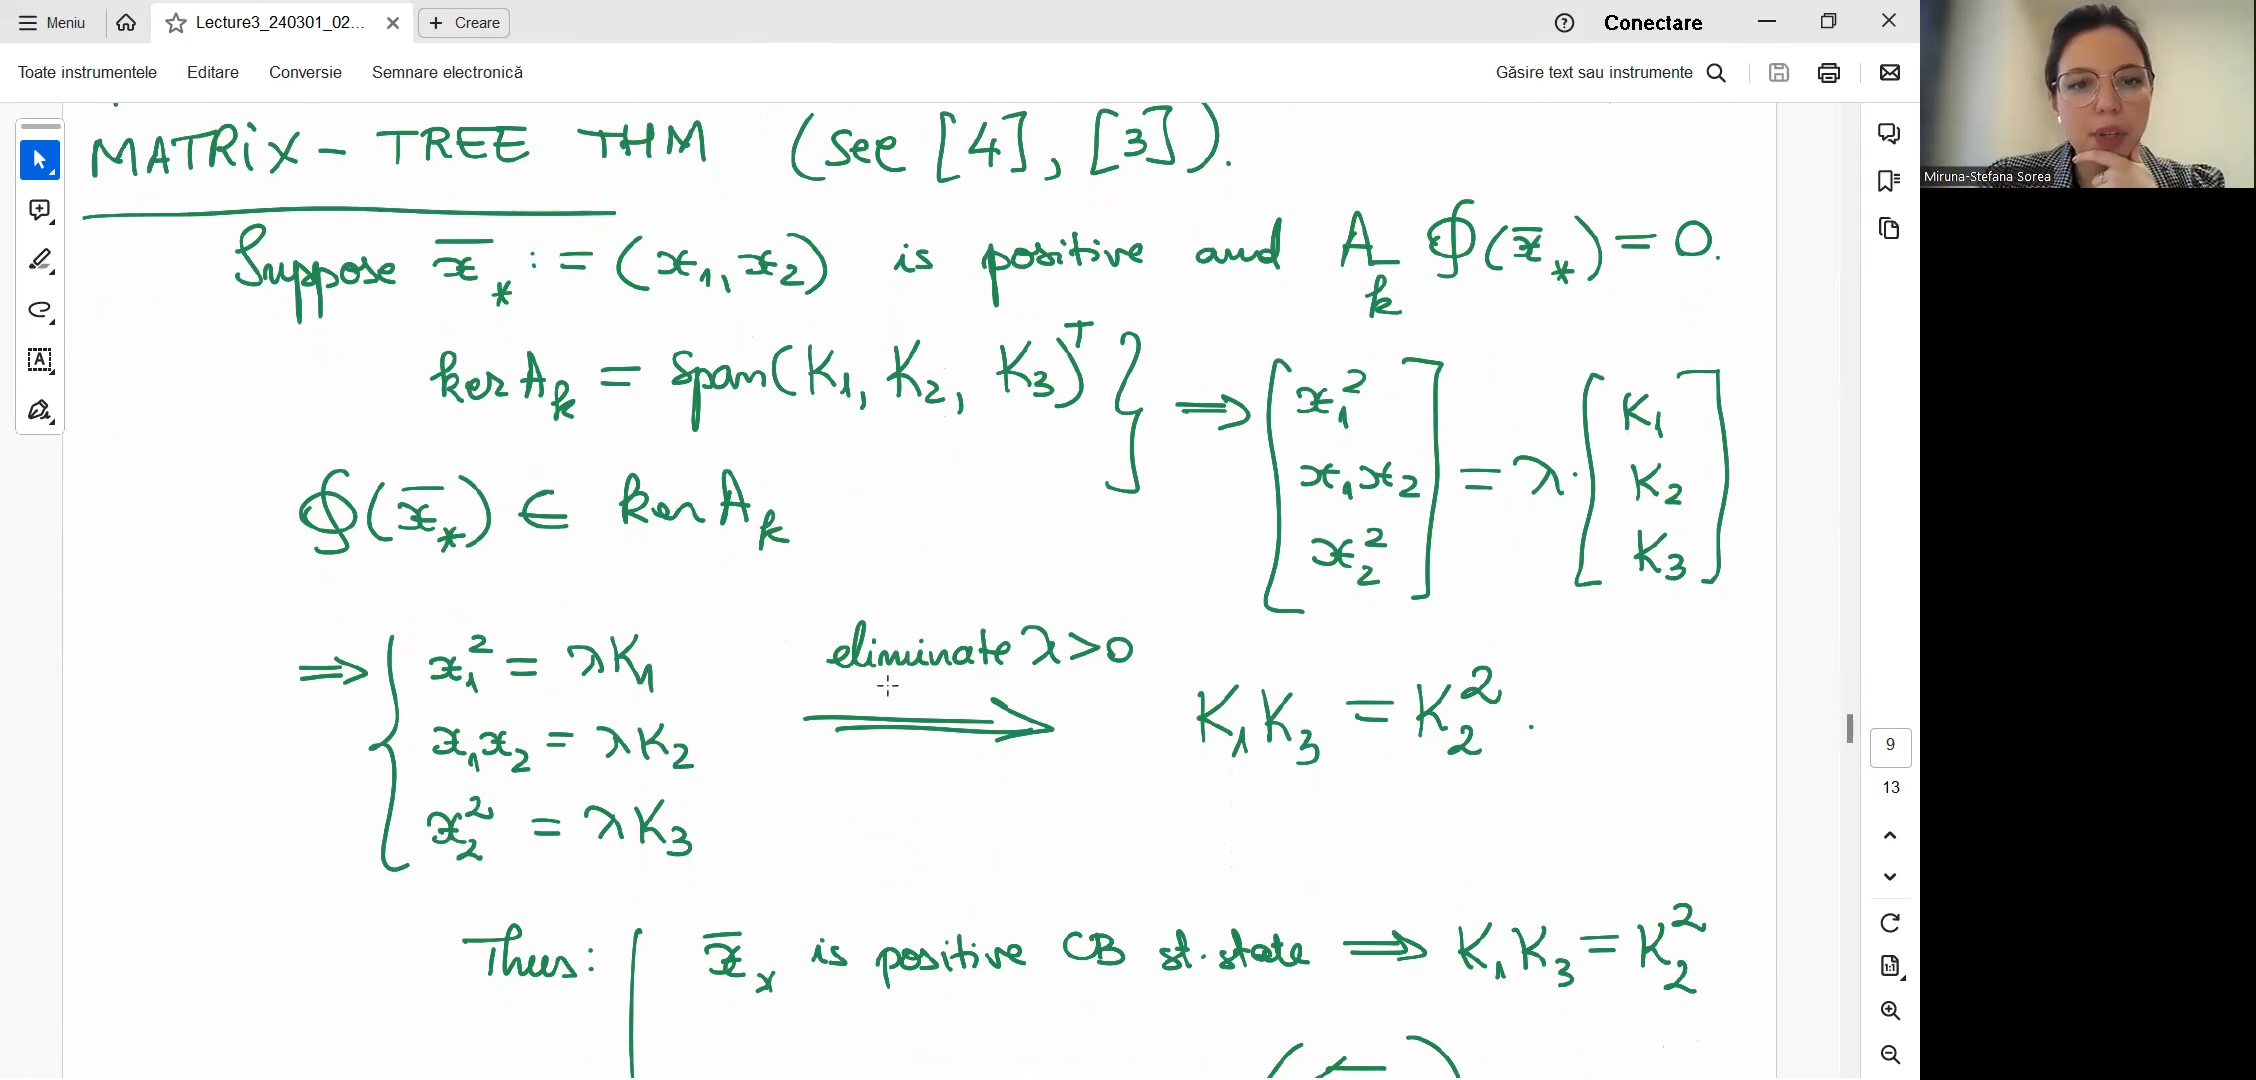 Meniu Lecture3_240301_02... + Creare Conectare
Toate instrumentele Editare Conversie Semnare electronică Găsire text sau instrumente
Miruna-Stefana Sorea
MATRIX - TREE THM (see [4], [3]).
Suppose x̅_* := (x₁, x₂) is positive and A_k Φ(x̅_*) = 0.
ker A_k = span(K₁, K₂, K₃)^T
Φ(x̅_*) ∈ ker A_k
⟹ [x₁² x₁x₂ x₂²] = λ · [K₁ K₂ K₃]
⟹ { x₁² = λK₁
x₁x₂ = λK₂
x₂² = λK₃
eliminate λ > 0
⟹ K₁K₃ = K₂².
Thus: x̅_* is positive CB st. state ⟹ K₁K₃ = K₂²
(⟸)
9
13